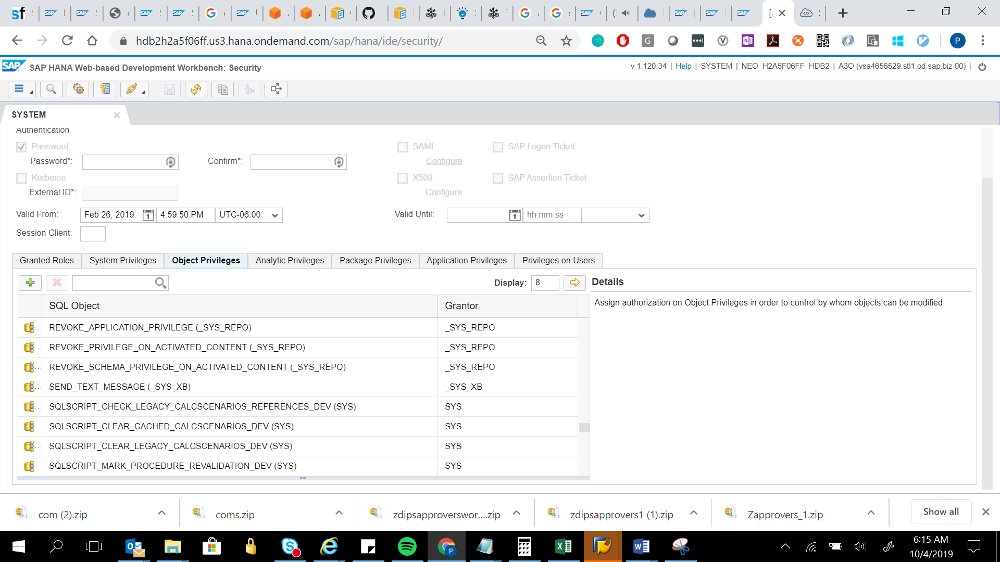 hdb2h2a5f06ff.us3.hana.ondemand.com/sap/hana/ide/security/
SAP SAP HANA Web-based Development Workbench: Security
v 1.120.34 | Help | SYSTEM | NEO_H2A5F06FF_HDB2 | A3O (vsa4656529.stl1.od.sap.biz 00) |
SYSTEM
Authentication
Password
SAML
SAP Logon Ticket
Password*:
Confirm*:
Configure
Kerberos
X509
SAP Assertion Ticket
External ID*:
Configure
Valid From: Feb 26, 2019 1 4:59:50 PM UTC-06:00
Valid Until: 1 hh:mm:ss
Session Client:
Granted Roles System Privileges Object Privileges Analytic Privileges Package Privileges Application Privileges Privileges on Users
Display: 8
Details
SQL Object Grantor
Assign authorization on Object Privileges in order to control by whom objects can be modified
REVOKE_APPLICATION_PRIVILEGE (_SYS_REPO) _SYS_REPO
REVOKE_PRIVILEGE_ON_ACTIVATED_CONTENT (_SYS_REPO) _SYS_REPO
REVOKE_SCHEMA_PRIVILEGE_ON_ACTIVATED_CONTENT (_SYS_REPO) _SYS_REPO
SEND_TEXT_MESSAGE (_SYS_XB) _SYS_XB
SQLSCRIPT_CHECK_LEGACY_CALCSCENARIOS_REFERENCES_DEV (SYS) SYS
SQLSCRIPT_CLEAR_CACHED_CALCSCENARIOS_DEV (SYS) SYS
SQLSCRIPT_CLEAR_LEGACY_CALCSCENARIOS_DEV (SYS) SYS
SQLSCRIPT_MARK_PROCEDURE_REVALIDATION_DEV (SYS) SYS
com (2).zip
coms.zip
zdipsapproverswor....zip
zdipsapprovers1 (1).zip
Zapprovers_1.zip
Show all
6:15 AM
10/4/2019